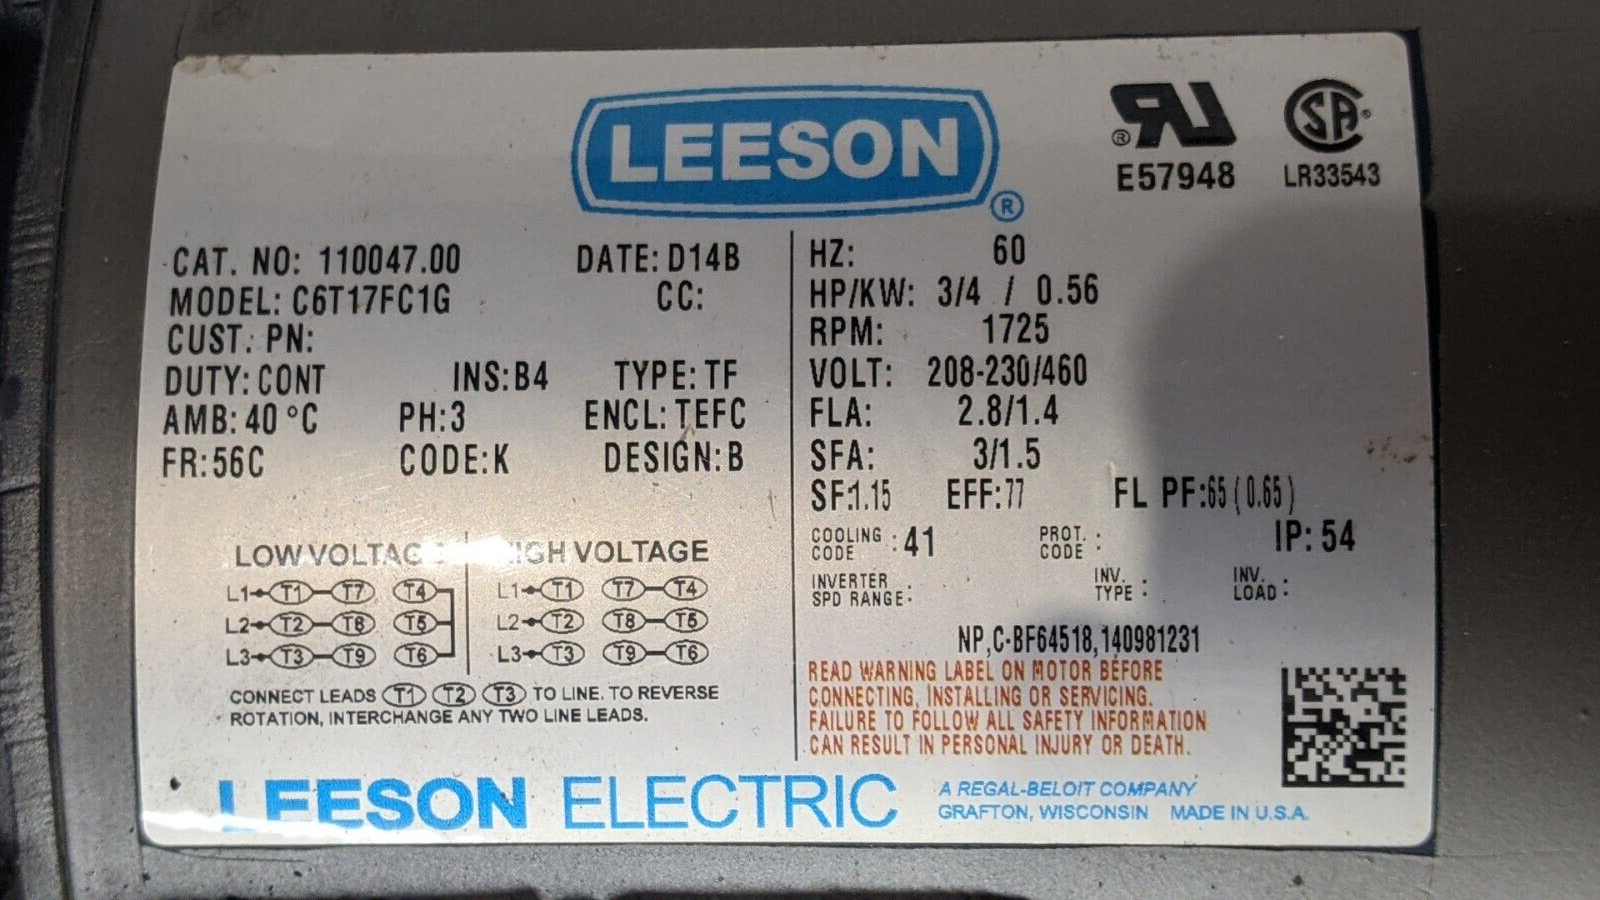 LEESON
®
UR
®
E57948
SA
®
LR33543
CAT. NO: 110047.00 DATE: D14B
MODEL: C6T17FC1G CC:
CUST. PN:
DUTY: CONT INS:B4 TYPE: TF
AMB: 40 °C PH:3 ENCL: TEFC
FR:56C CODE:K DESIGN:B
LOW VOLTAGE HIGH VOLTAGE
L1 T1 T7 T4 L1 T1 T7 T4
L2 T2 T8 T5 L2 T2 T8 T5
L3 T3 T9 T6 L3 T3 T9 T6
CONNECT LEADS T1 T2 T3 TO LINE. TO REVERSE
ROTATION, INTERCHANGE ANY TWO LINE LEADS.
HZ: 60
HP/KW: 3/4 / 0.56
RPM: 1725
VOLT: 208-230/460
FLA: 2.8/1.4
SFA: 3/1.5
SF:1.15 EFF:77 FL PF:65 (0.65)
COOLING CODE : 41 PROT. CODE : IP: 54
INVERTER SPD RANGE: INV. TYPE : INV. LOAD :
NP,C-BF64518,140981231
READ WARNING LABEL ON MOTOR BEFORE
CONNECTING, INSTALLING OR SERVICING.
FAILURE TO FOLLOW ALL SAFETY INFORMATION
CAN RESULT IN PERSONAL INJURY OR DEATH.
LEESON ELECTRIC
A REGAL-BELOIT COMPANY
GRAFTON, WISCONSIN MADE IN U.S.A.